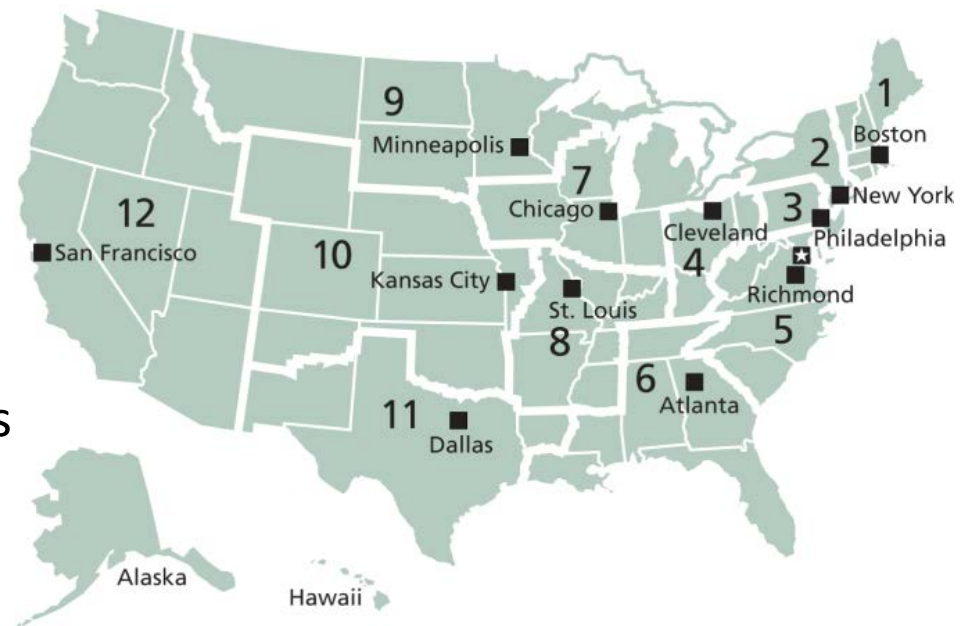 1
Boston
2
9
Minneapolis
7
New York
3
Chicago
12
Cleveland
Philadelphia
San Francisco
10
4
Kansas City
Richmond
St. Louis
5
8
6
Atlanta
11
Dallas
s
Alaska
Hawaii